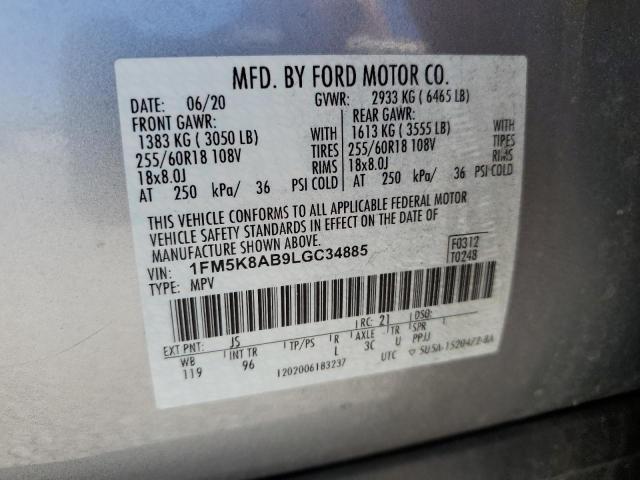 MFD. BY FORD MOTOR CO.
DATE: 06/20 GVWR: 2933 KG ( 6465 LB)
FRONT GAWR: REAR GAWR:
1383 KG ( 3050 LB) WITH 1613 KG ( 3555 LB) WITH
255/60R18 108V TIRES 255/60R18 108V TIRES
18x8.0J RIMS 18x8.0J RIMS
AT 250 kPa/ 36 PSI COLD AT 250 kPa/ 36 PSI COLD
THIS VEHICLE CONFORMS TO ALL APPLICABLE FEDERAL MOTOR
VEHICLE SAFETY STANDARDS IN EFFECT ON THE DATE OF
MANUFACTURE SHOWN ABOVE.
VIN: 1FM5K8AB9LGC34885 F0312
TYPE: MPV T0248
EXT PNT: JS RC: 21 DSO:
WB INT TR TP/PS R AXLE TR SPR
119 96 L 3C U PPJJ
1202006183237 UTC